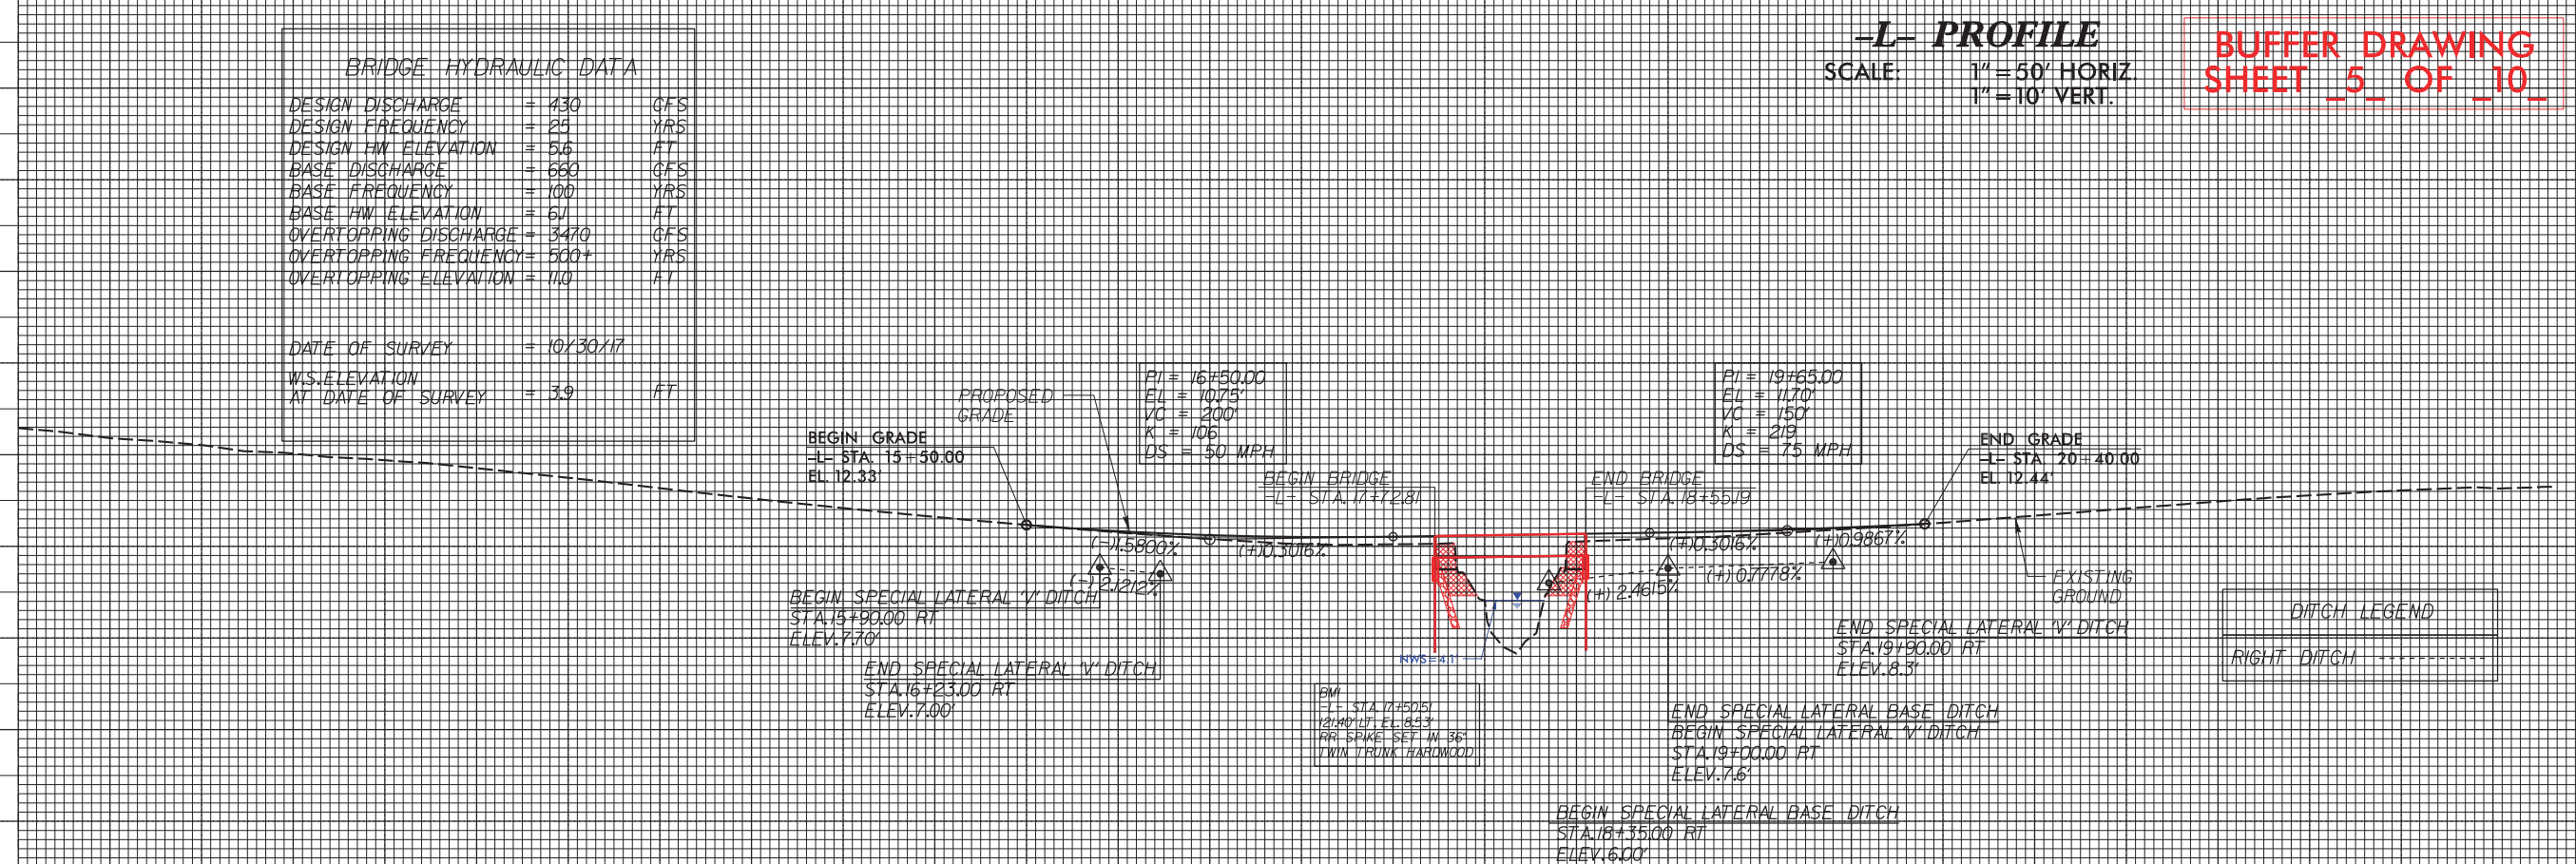 -L- PROFILE
SCALE: 1" = 50' HORIZ.
1" = 10' VERT.
BUFFER DRAWING
SHEET _5_ OF _10_
BRIDGE HYDRAULIC DATA
DESIGN DISCHARGE = 430 CFS
DESIGN FREQUENCY = 25 YRS
DESIGN HW ELEVATION = 5.6 FT
BASE DISCHARGE = 660 CFS
BASE FREQUENCY = 100 YRS
BASE HW ELEVATION = 6.1 FT
OVERTOPPING DISCHARGE = 3470 CFS
OVERTOPPING FREQUENCY = 500+ YRS
OVERTOPPING ELEVATION = 11.0 FT
DATE OF SURVEY = 10/30/17
W.S. ELEVATION
AT DATE OF SURVEY = 3.9 FT
BEGIN GRADE
-L- STA. 15+50.00
EL. 12.33'
PROPOSED
GRADE
PI = 16+50.00
EL = 10.75'
VC = 200'
K = 106
DS = 50 MPH
BEGIN BRIDGE
-L- STA. 17+72.81
END BRIDGE
-L- STA. 18+55.19
PI = 19+65.00
EL = 11.70'
VC = 150'
K = 219
DS = 75 MPH
END GRADE
-L- STA. 20+40.00
EL. 12.44'
(-)1.5800%
(+)0.3016%
(+)0.3016%
(+)0.9867%
(-) 2.1212%
(+) 2.4615%
(+) 0.7778%
EXISTING
GROUND
BEGIN SPECIAL LATERAL 'V' DITCH
STA. 15+90.00 RT
ELEV. 7.70'
END SPECIAL LATERAL 'V' DITCH
STA. 16+23.00 RT
ELEV. 7.00'
NWS=4.1'
BM1
-L- STA. 17+50.51
121.40' LT, EL. 8.53'
RR SPIKE SET IN 36"
TWIN TRUNK HARDWOOD
END SPECIAL LATERAL 'V' DITCH
STA. 19+90.00 RT
ELEV. 8.3'
END SPECIAL LATERAL BASE DITCH
BEGIN SPECIAL LATERAL 'V' DITCH
STA. 19+00.00 RT
ELEV. 7.6'
BEGIN SPECIAL LATERAL BASE DITCH
STA. 18+35.00 RT
ELEV. 6.00'
DITCH LEGEND
RIGHT DITCH